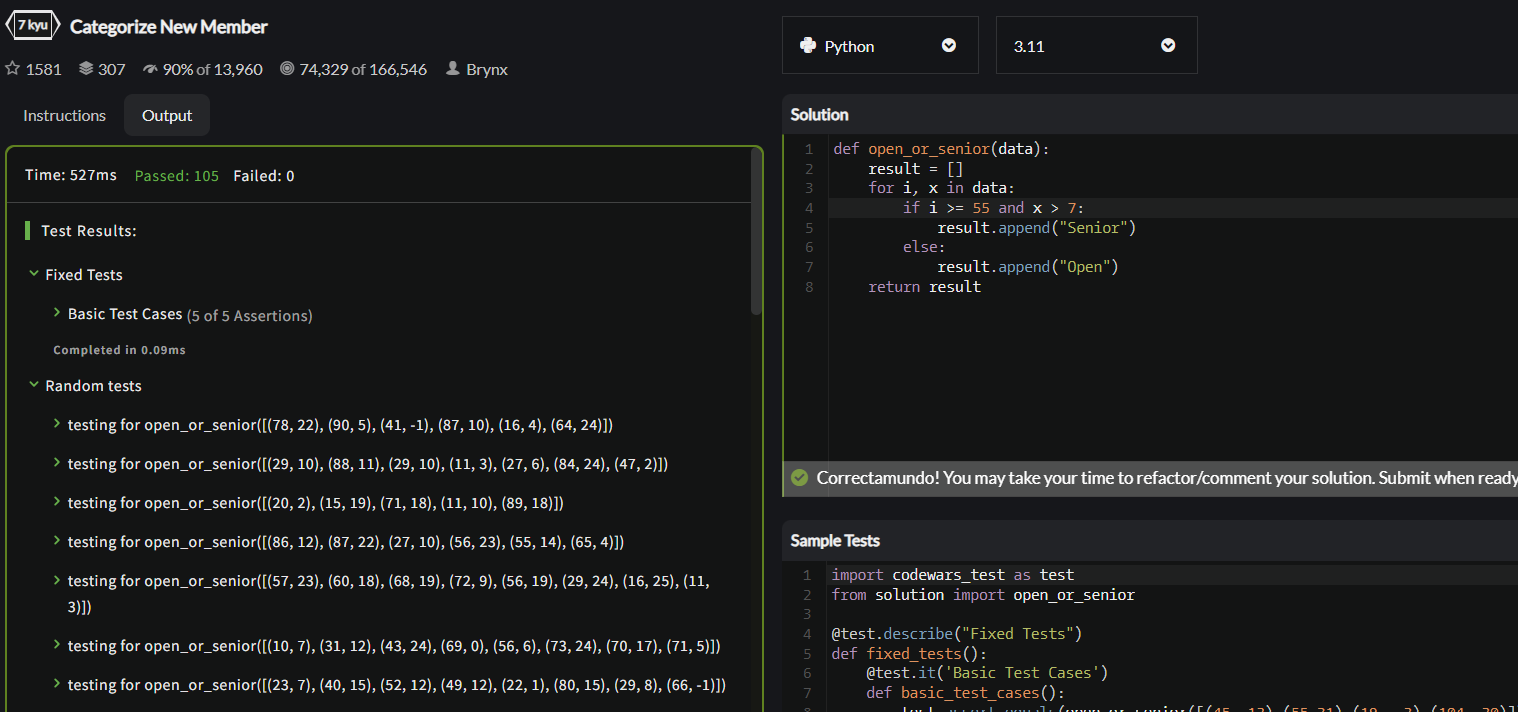 7 kyu Categorize New Member
1581 307 90% of 13,960 74,329 of 166,546 Brynx
Instructions Output
Time: 527ms Passed: 105 Failed: 0
Test Results:
Fixed Tests
Basic Test Cases (5 of 5 Assertions)
Completed in 0.09ms
Random tests
testing for open_or_senior([(78, 22), (90, 5), (41, -1), (87, 10), (16, 4), (64, 24)])
testing for open_or_senior([(29, 10), (88, 11), (29, 10), (11, 3), (27, 6), (84, 24), (47, 2)])
testing for open_or_senior([(20, 2), (15, 19), (71, 18), (11, 10), (89, 18)])
testing for open_or_senior([(86, 12), (87, 22), (27, 10), (56, 23), (55, 14), (65, 4)])
testing for open_or_senior([(57, 23), (60, 18), (68, 19), (72, 9), (56, 19), (29, 24), (16, 25), (11,
3)])
testing for open_or_senior([(10, 7), (31, 12), (43, 24), (69, 0), (56, 6), (73, 24), (70, 17), (71, 5)])
testing for open_or_senior([(23, 7), (40, 15), (52, 12), (49, 12), (22, 1), (80, 15), (29, 8), (66, -1)])
Python 3.11
Solution
1 def open_or_senior(data):
2 result = []
3 for i, x in data:
4 if i >= 55 and x > 7:
5 result.append("Senior")
6 else:
7 result.append("Open")
8 return result
Correctamundo! You may take your time to refactor/comment your solution. Submit when ready
Sample Tests
1 import codewars_test as test
2 from solution import open_or_senior
3
4 @test.describe("Fixed Tests")
5 def fixed_tests():
6 @test.it('Basic Test Cases')
7 def basic_test_cases():